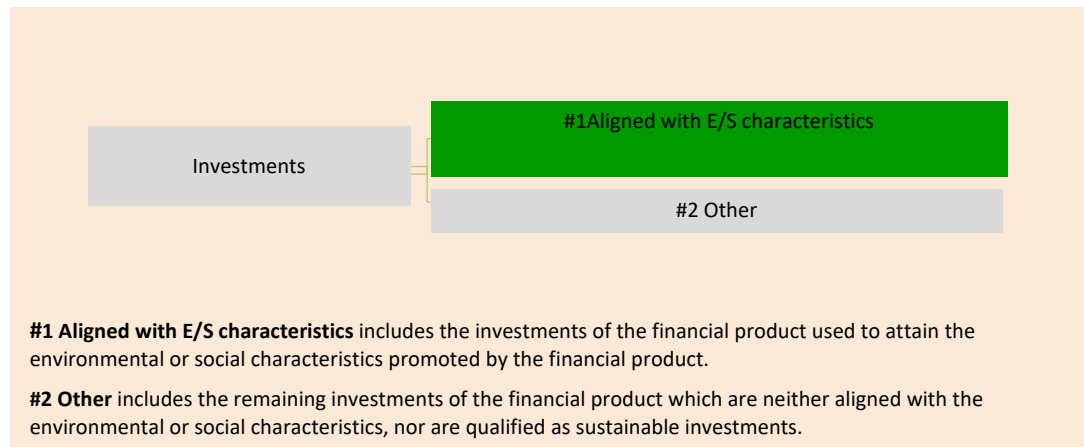 #1Aligned with E/S characteristics
Investments
#2 Other
#1 Aligned with E/S characteristics includes the investments of the financial product used to attain the
environmental or social characteristics promoted by the financial product.
#2 Other includes the remaining investments of the financial product which are neither aligned with the
environmental or social characteristics, nor are qualified as sustainable investments.